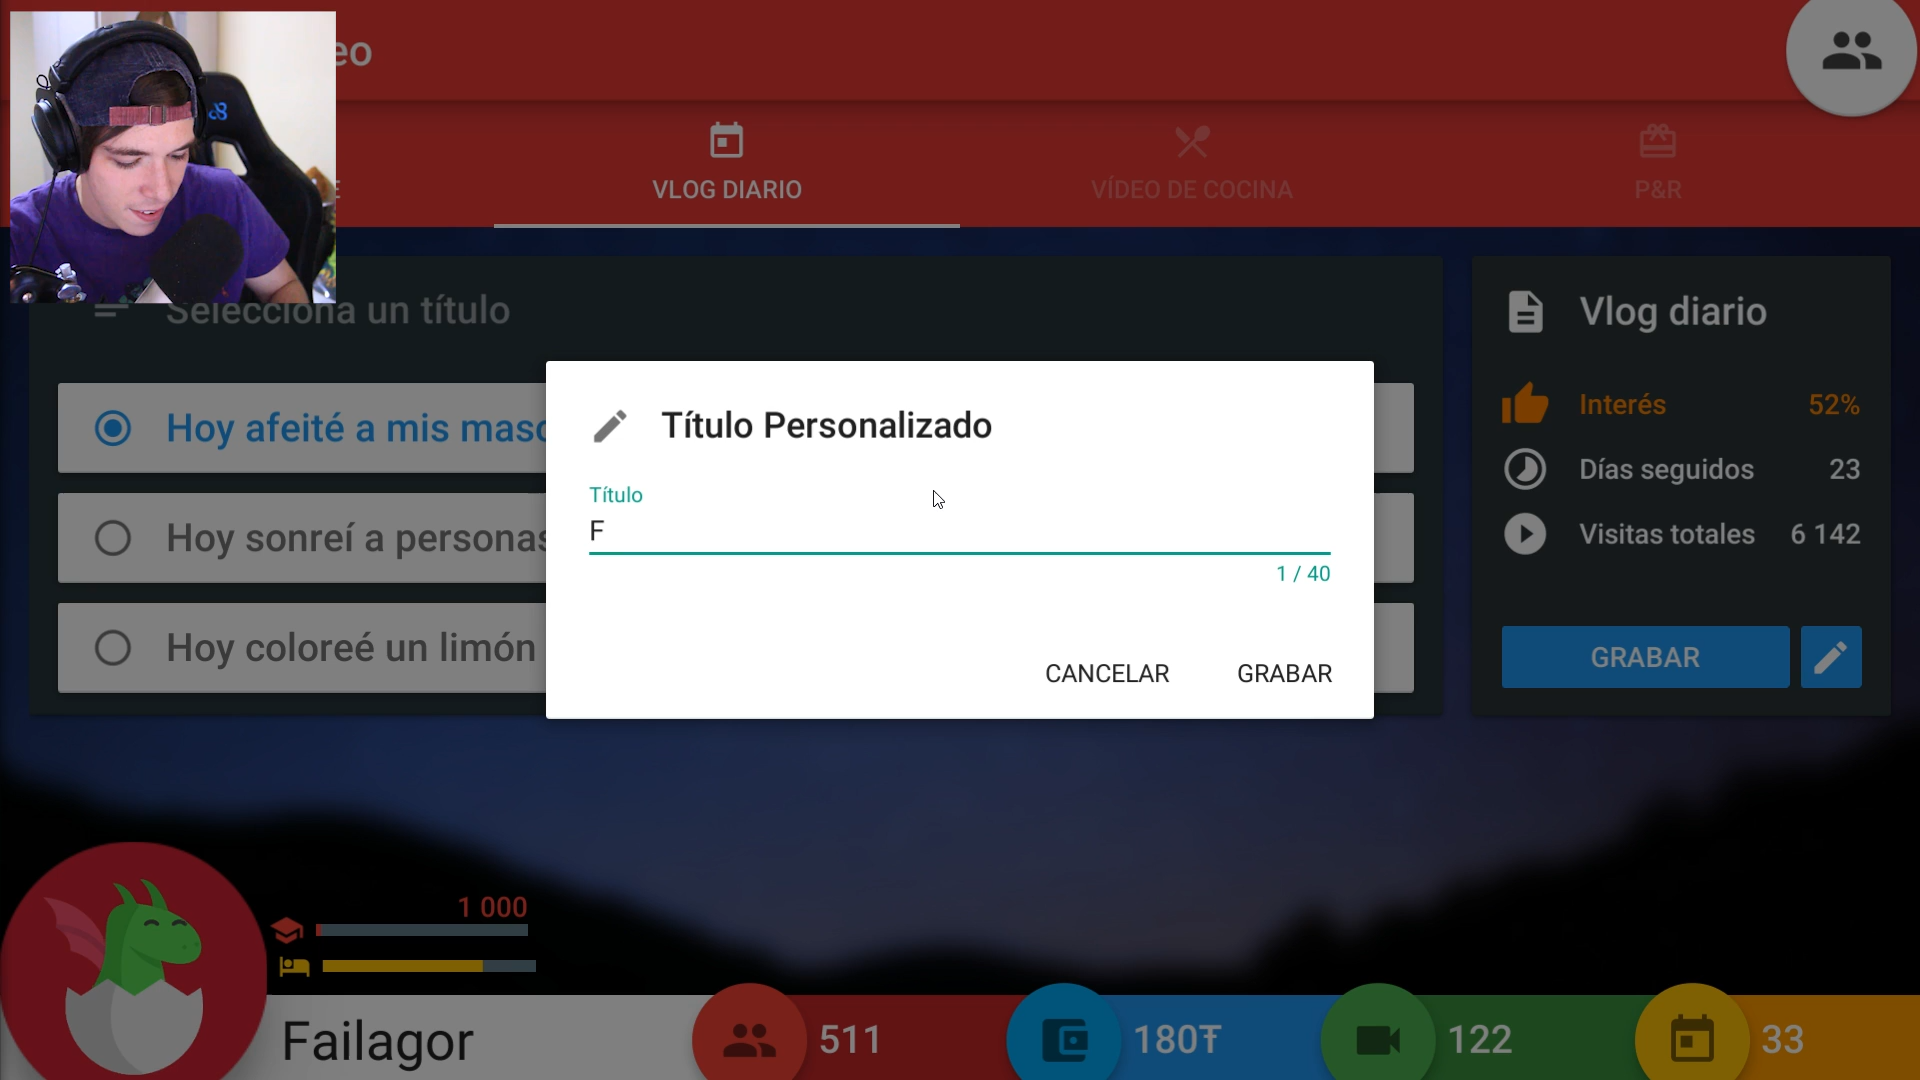 eo
E
VLOG DIARIO
VÍDEO DE COCINA
P&R
Selecciona un título
Hoy afeité a mis masc
Hoy sonreí a personas
Hoy coloreé un limón
Título Personalizado
Título
F
1 / 40
CANCELAR
GRABAR
Vlog diario
Interés 52%
Días seguidos 23
Visitas totales 6 142
GRABAR
1 000
Failagor
511
180Ŧ
122
33